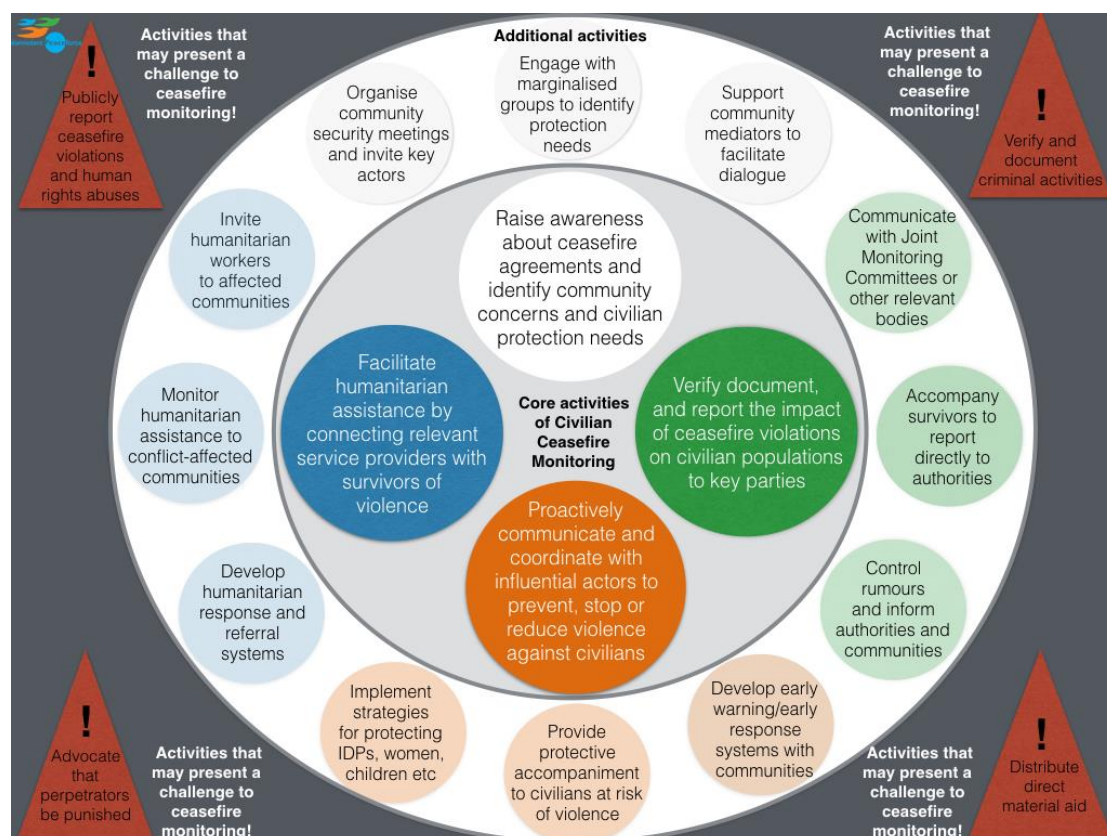 Activities that
may present a
challenge to
ceasefire
monitoring!
!
Publicly
report
ceasefire
violations
and human
rights abuses
Additional activities
Engage with
marginalised
groups to identify
protection
needs
Organise
community
security meetings
and invite key
actors
Support
community
mediators to
facilitate
dialogue
Activities that
may present a
challenge to
ceasefire
monitoring!
!
Verify and
document
criminal activities
Invite
humanitarian
workers
to affected
communities
Raise awareness
about ceasefire
agreements and
identify community
concerns and civilian
protection needs
Communicate
with Joint
Monitoring
Committees or
other relevant
bodies
Monitor
humanitarian
assistance to
conflict-affected
communities
Facilitate
humanitarian
assistance by
connecting relevant
service providers with
survivors of
violence
Core activities
of Civilian
Ceasefire
Monitoring
Verify document,
and report the impact
of ceasefire violations
on civilian populations
to key parties
Accompany
survivors to
report
directly to
authorities
Proactively
communicate and
coordinate with
influential actors to
prevent, stop or
reduce violence
against civilians
Develop
humanitarian
response and
referral
systems
Control
rumours
and inform
authorities and
communities
Implement
strategies
for protecting
IDPs, women,
children etc
Provide
protective
accompaniment
to civilians at risk
of violence
Develop early
warning/early
response
systems with
communities
!
Advocate
that
perpetrators
be punished
Activities that
may present a
challenge to
ceasefire
monitoring!
Activities that
may present a
challenge to
ceasefire
monitoring!
!
Distribute
direct
material aid